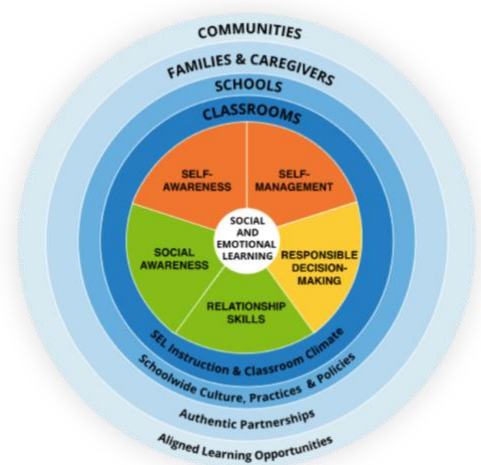 COMMUNITIES
FAMILIES & CAREGIVERS
SCHOOLS
CLASSROOMS
SELF-
AWARENESS
SELF-
MANAGEMENT
SOCIAL
AND
EMOTIONAL
LEARNING
SOCIAL
AWARENESS
RESPONSIBLE
DECISION-
MAKING
RELATIONSHIP
SKILLS
SEL Instruction & Classroom Climate
Schoolwide Culture, Practices & Policies
Authentic Partnerships
Aligned Learning Opportunities